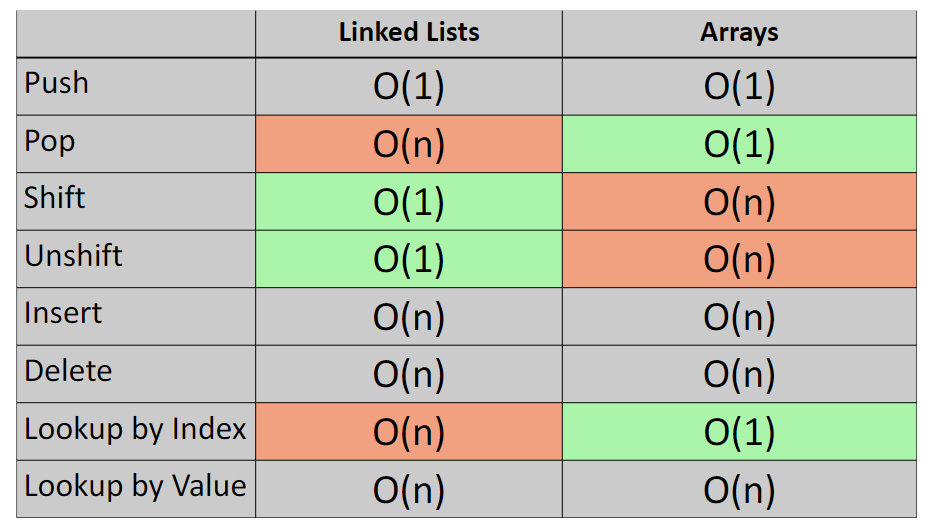 Linked Lists Arrays
Push O(1) O(1)
Pop O(n) O(1)
Shift O(1) O(n)
Unshift O(1) O(n)
Insert O(n) O(n)
Delete O(n) O(n)
Lookup by Index O(n) O(1)
Lookup by Value O(n) O(n)